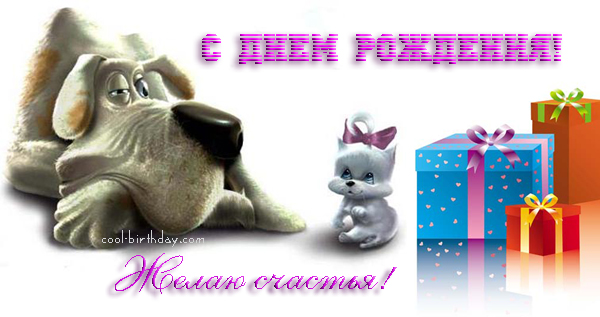 С ДНЕМ РОЖДЕНИЯ!
cool-birthday.com
Желаю счастья!